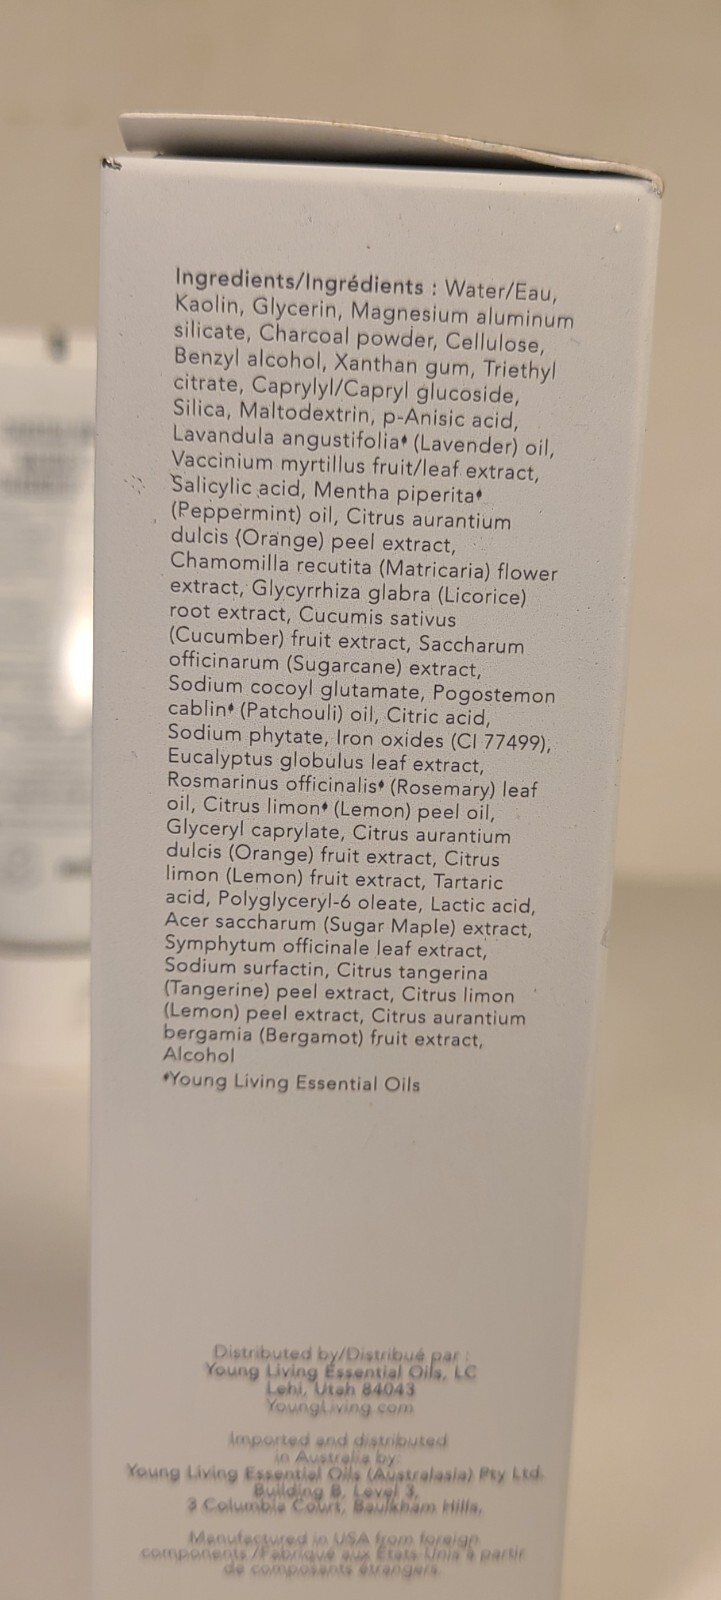 Ingredients/Ingrédients : Water/Eau,
Kaolin, Glycerin, Magnesium aluminum
silicate, Charcoal powder, Cellulose,
Benzyl alcohol, Xanthan gum, Triethyl
citrate, Caprylyl/Capryl glucoside,
Silica, Maltodextrin, p-Anisic acid,
Lavandula angustifolia♦ (Lavender) oil,
Vaccinium myrtillus fruit/leaf extract,
Salicylic acid, Mentha piperita♦
(Peppermint) oil, Citrus aurantium
dulcis (Orange) peel extract,
Chamomilla recutita (Matricaria) flower
extract, Glycyrrhiza glabra (Licorice)
root extract, Cucumis sativus
(Cucumber) fruit extract, Saccharum
officinarum (Sugarcane) extract,
Sodium cocoyl glutamate, Pogostemon
cablin♦ (Patchouli) oil, Citric acid,
Sodium phytate, Iron oxides (CI 77499),
Eucalyptus globulus leaf extract,
Rosmarinus officinalis♦ (Rosemary) leaf
oil, Citrus limon♦ (Lemon) peel oil,
Glyceryl caprylate, Citrus aurantium
dulcis (Orange) fruit extract, Citrus
limon (Lemon) fruit extract, Tartaric
acid, Polyglyceryl-6 oleate, Lactic acid,
Acer saccharum (Sugar Maple) extract,
Symphytum officinale leaf extract,
Sodium surfactin, Citrus tangerina
(Tangerine) peel extract, Citrus limon
(Lemon) peel extract, Citrus aurantium
bergamia (Bergamot) fruit extract,
Alcohol
♦Young Living Essential Oils
Distributed by/Distribué par :
Young Living Essential Oils, LC
Lehi, Utah 84043
YoungLiving.com
Imported and distributed
in Australia by:
Young Living Essential Oils (Australasia) Pty Ltd.
Building B, Level 3,
3 Columbia Court, Baulkham Hills,
Manufactured in USA from foreign
components./Fabriqué aux États-Unis à partir
de composants étrangers.